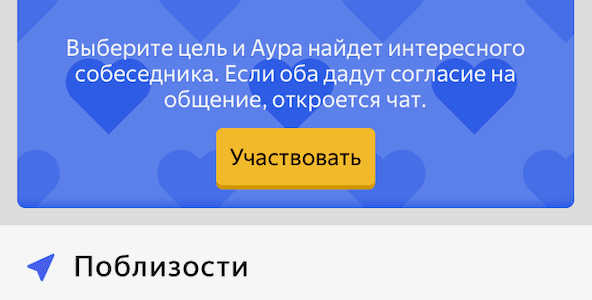 Выберите цель и Аура найдет интересного
собеседника. Если оба дадут согласие на
общение, откроется чат.
Участвовать
Поблизости